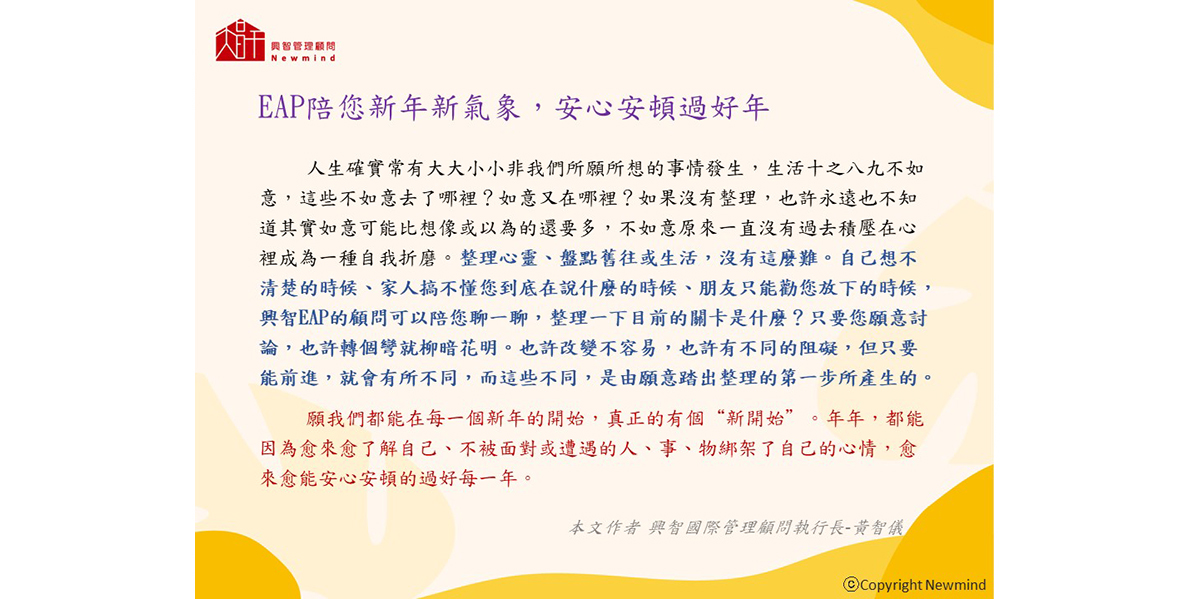 興智管理顧問
Newmind
EAP陪您新年新氣象，安心安頓過好年
人生確實常有大大小小非我們所願所想的事情發生，生活十之八九不如
意，這些不如意去了哪裡？如意又在哪裡？如果沒有整理，也許永遠也不知
道其實如意可能比想像或以為的還要多，不如意原來一直沒有過去積壓在心
裡成為一種自我折磨。整理心靈、盤點舊往或生活，沒有這麼難。自己想不
清楚的時候、家人搞不懂您到底在說什麼的時候、朋友只能勸您放下的時候，
興智EAP的顧問可以陪您聊一聊，整理一下目前的關卡是什麼？只要您願意討
論，也許轉個彎就柳暗花明。也許改變不容易，也許有不同的阻礙，但只要
能前進，就會有所不同，而這些不同，是由願意踏出整理的第一步所產生的。
願我們都能在每一個新年的開始，真正的有個“新開始”。年年，都能
因為愈來愈了解自己、不被面對或遭遇的人、事、物綁架了自己的心情，愈
來愈能安心安頓的過好每一年。
本文作者 興智國際管理顧問執行長-黃智儀
©Copyright Newmind